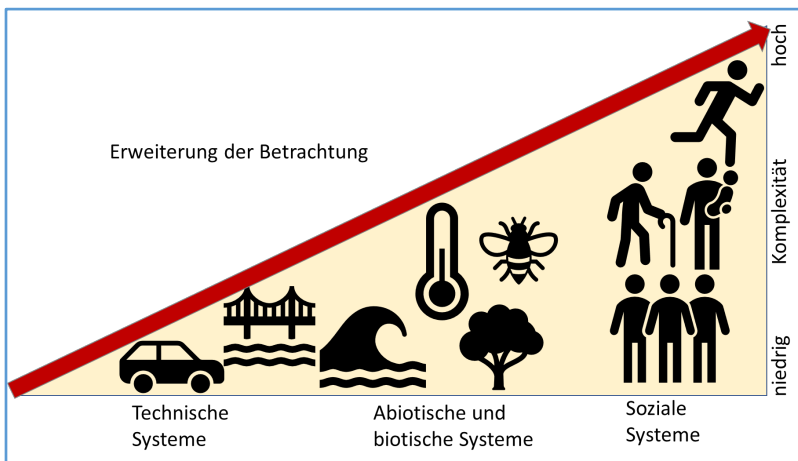 hoch
Erweiterung der Betrachtung
Komplexität
niedrig
Technische
Systeme
Abiotische und
biotische Systeme
Soziale
Systeme